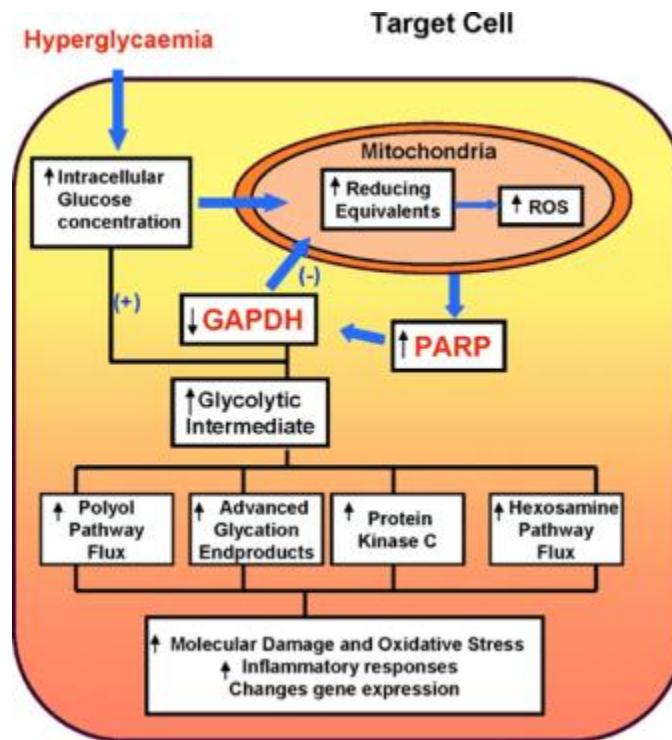 Target Cell
Hyperglycaemia
Mitochondria
Intracellular
Glucose
concentration
Reducing
Equivalents
ROS
(+)
(-)
GAPDH
PARP
Glycolytic
Intermediate
Polyol
Pathway
Flux
Advanced
Glycation
Endproducts
Protein
Kinase C
Hexosamine
Pathway
Flux
Molecular Damage and Oxidative Stress
Inflammatory responses
Changes gene expression